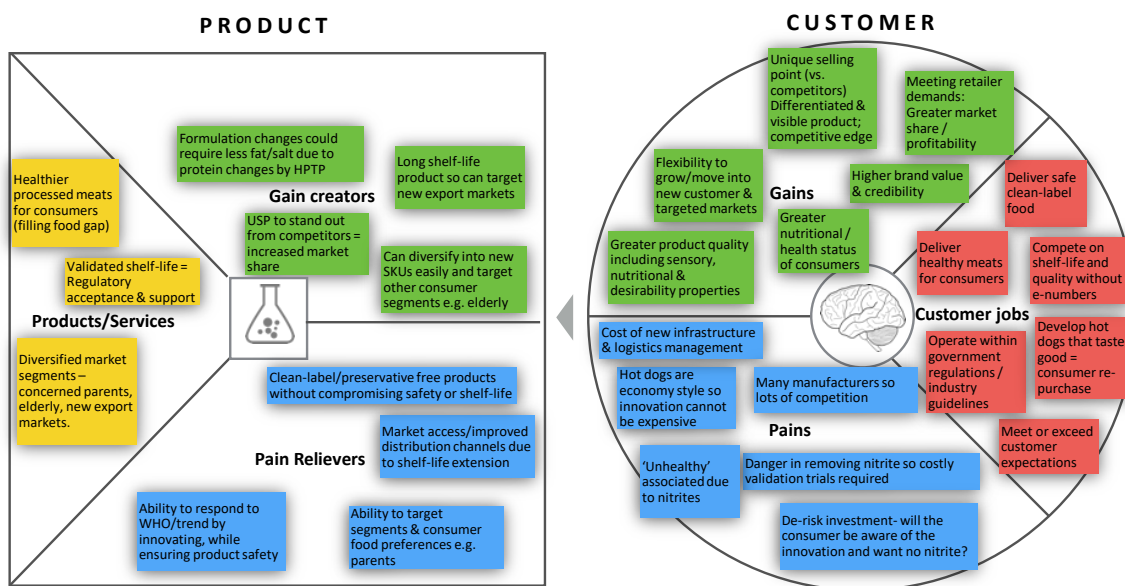 PRODUCT
CUSTOMER
Formulation changes could
require less fat/salt due to
protein changes by HPTP
Long shelf-life
product so can target
new export markets
Gain creators
USP to stand out
from competitors =
increased market
share
Can diversify into new
SKUs easily and target
other consumer
segments e.g. elderly
Healthier
processed meats
for consumers
(filling food gap)
Validated shelf-life =
Regulatory
acceptance & support
Products/Services
Diversified market
segments –
concerned parents,
elderly, new export
markets.
Clean-label/preservative free products
without compromising safety or shelf-life
Market access/improved
distribution channels due
to shelf-life extension
Pain Relievers
Ability to respond to
WHO/trend by
innovating, while
ensuring product safety
Ability to target
segments & consumer
food preferences e.g.
parents
Unique selling
point (vs.
competitors)
Differentiated &
visible product;
competitive edge
Meeting retailer
demands:
Greater market
share /
profitability
Flexibility to
grow/move into
new customer &
targeted markets
Higher brand value
& credibility
Gains
Greater
nutritional /
health status
of consumers
Greater product quality
including sensory,
nutritional &
desirability properties
Deliver safe
clean-label
food
Deliver
healthy meats
for consumers
Compete on
shelf-life and
quality without
e-numbers
Customer jobs
Operate within
government
regulations /
industry
guidelines
Develop hot
dogs that taste
good =
consumer re-
purchase
Meet or exceed
customer
expectations
Cost of new infrastructure
& logistics management
Hot dogs are
economy style so
innovation cannot
be expensive
Many manufacturers so
lots of competition
Pains
‘Unhealthy’
associated due
to nitrites
Danger in removing nitrite so costly
validation trials required
De-risk investment- will the
consumer be aware of the
innovation and want no nitrite?